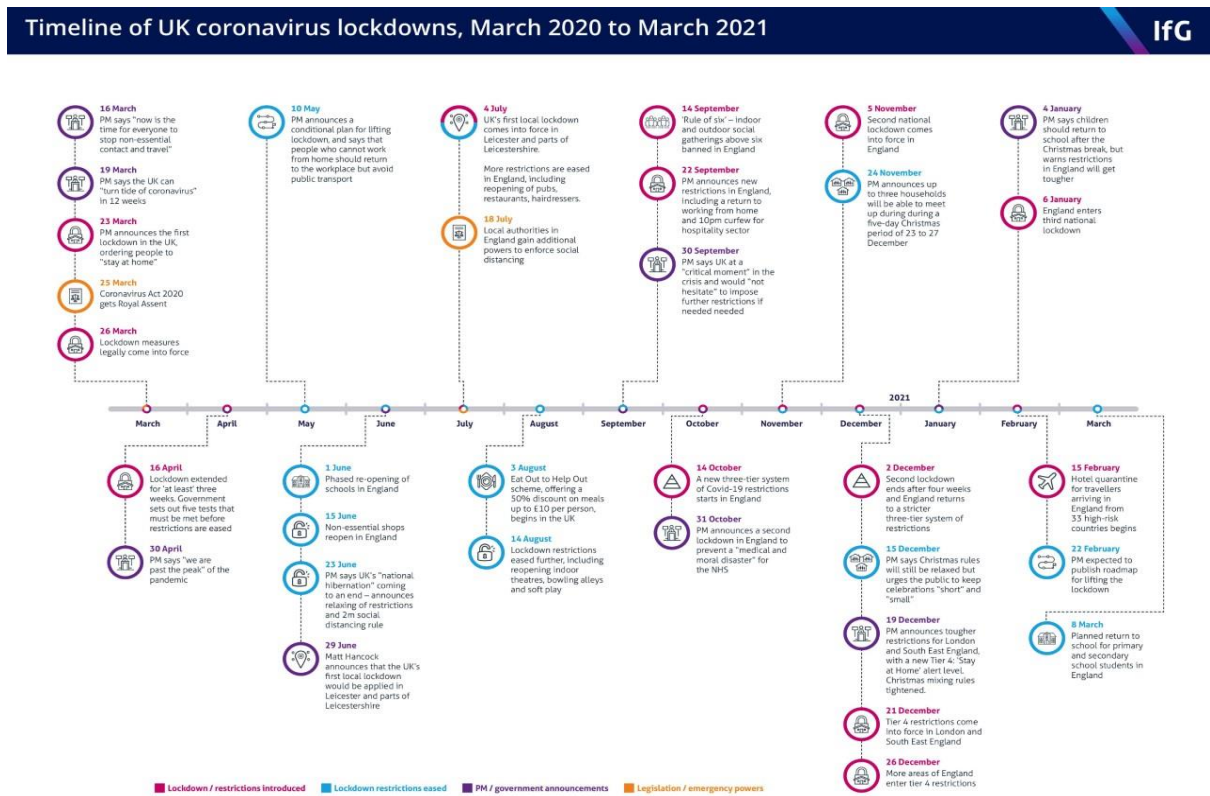 Timeline of UK coronavirus lockdowns, March 2020 to March 2021
IfG
16 March
PM says "now is the
time for everyone to
stop non-essential
contact and travel"
19 March
PM says the UK can
"turn tide of coronavirus"
in 12 weeks
23 March
PM announces the first
lockdown in the UK,
ordering people to
"stay at home"
25 March
Coronavirus Act 2020
gets Royal Assent
26 March
Lockdown measures
legally come into force
10 May
PM announces a
conditional plan for lifting
lockdown, and says that
people who cannot work
from home should return
to the workplace but avoid
public transport
4 July
UK's first local lockdown
comes into force in
Leicester and parts of
Leicestershire.
More restrictions are eased
in England, including
reopening of pubs,
restaurants, hairdressers.
18 July
Local authorities in
England gain additional
powers to enforce social
distancing
14 September
'Rule of six' – indoor
and outdoor social
gatherings above six
banned in England
22 September
PM announces new
restrictions in England,
including a return to
working from home
and 10pm curfew for
hospitality sector
30 September
PM says UK at a
"critical moment" in the
crisis and would "not
hesitate" to impose
further restrictions if
needed needed
5 November
Second national
lockdown comes
into force in
England
24 November
PM announces up
to three households
will be able to meet
up during during a
five-day Christmas
period of 23 to 27
December
4 January
PM says children
should return to
school after the
Christmas break, but
warns restrictions
in England will get
tougher
6 January
England enters
third national
lockdown
2021
March
April
May
June
July
August
September
October
November
December
January
February
March
16 April
Lockdown extended
for 'at least' three
weeks. Government
sets out five tests that
must be met before
restrictions are eased
30 April
PM says "we are
past the peak" of the
pandemic
1 June
Phased re-opening of
schools in England
15 June
Non-essential shops
reopen in England
23 June
PM says UK's "national
hibernation" coming
to an end – announces
relaxing of restrictions
and 2m social
distancing rule
29 June
Matt Hancock
announces that the UK's
first local lockdown
would be applied in
Leicester and parts of
Leicestershire
3 August
Eat Out to Help Out
scheme, offering a
50% discount on meals
up to £10 per person,
begins in the UK
14 August
Lockdown restrictions
eased further, including
reopening indoor
theatres, bowling alleys
and soft play
14 October
A new three-tier system
of Covid-19 restrictions
starts in England
31 October
PM announces a second
lockdown in England to
prevent a "medical and
moral disaster" for
the NHS
2 December
Second lockdown
ends after four weeks
and England returns
to a stricter
three-tier system of
restrictions
15 December
PM says Christmas rules
will still be relaxed but
urges the public to keep
celebrations "short" and
"small"
19 December
PM announces tougher
restrictions for London
and South East England,
with a new Tier 4: 'Stay
at Home' alert level.
Christmas mixing rules
tightened.
21 December
Tier 4 restrictions come
into force in London and
South East England
26 December
More areas of England
enter tier 4 restrictions
15 February
Hotel quarantine
for travellers
arriving in
England from
33 high-risk
countries begins
22 February
PM expected to
publish roadmap
for lifting the
lockdown
8 March
Planned return to
school for primary
and secondary
school students in
England
Lockdown / restrictions introduced
Lockdown restrictions eased
PM / government announcements
Legislation / emergency powers